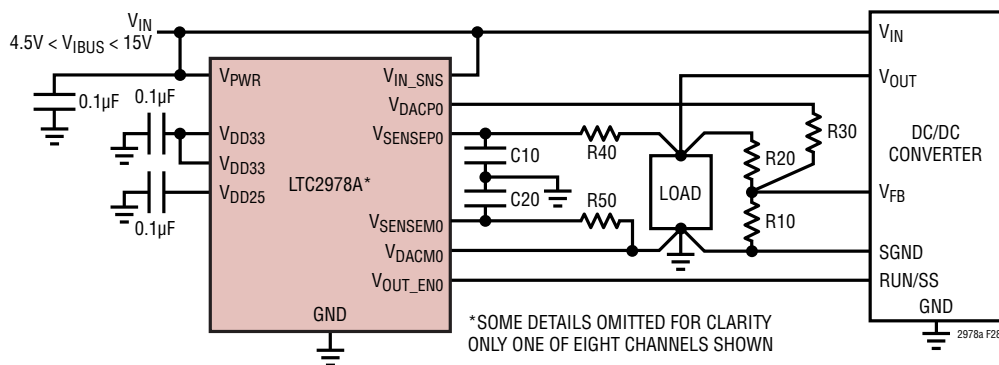 VIN
4.5V < VIBUS < 15V
0.1µF
0.1µF
0.1µF
VPWR
VDD33
VDD33
VDD25
LTC2978A*
GND
VIN_SNS
VDACP0
VSENSEP0
VSENSEM0
VDACM0
VOUT_EN0
C10
C20
R40
R50
LOAD
R20
R30
R10
VIN
VOUT
DC/DC
CONVERTER
VFB
SGND
RUN/SS
GND
*SOME DETAILS OMITTED FOR CLARITY
ONLY ONE OF EIGHT CHANNELS SHOWN
2978a F28